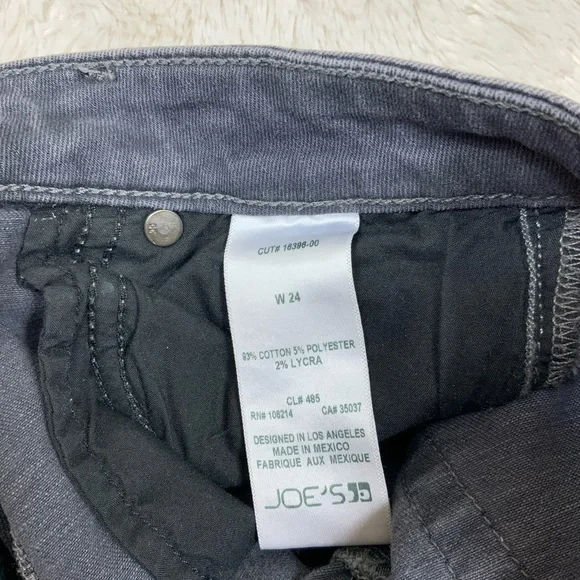 CUT# 16396-00
W 24
93% COTTON 5% POLYESTER
2% LYCRA
CL# 485
RN# 106214 CA# 35037
DESIGNED IN LOS ANGELES
MADE IN MEXICO
FABRIQUE AUX MEXIQUE
JOE'S